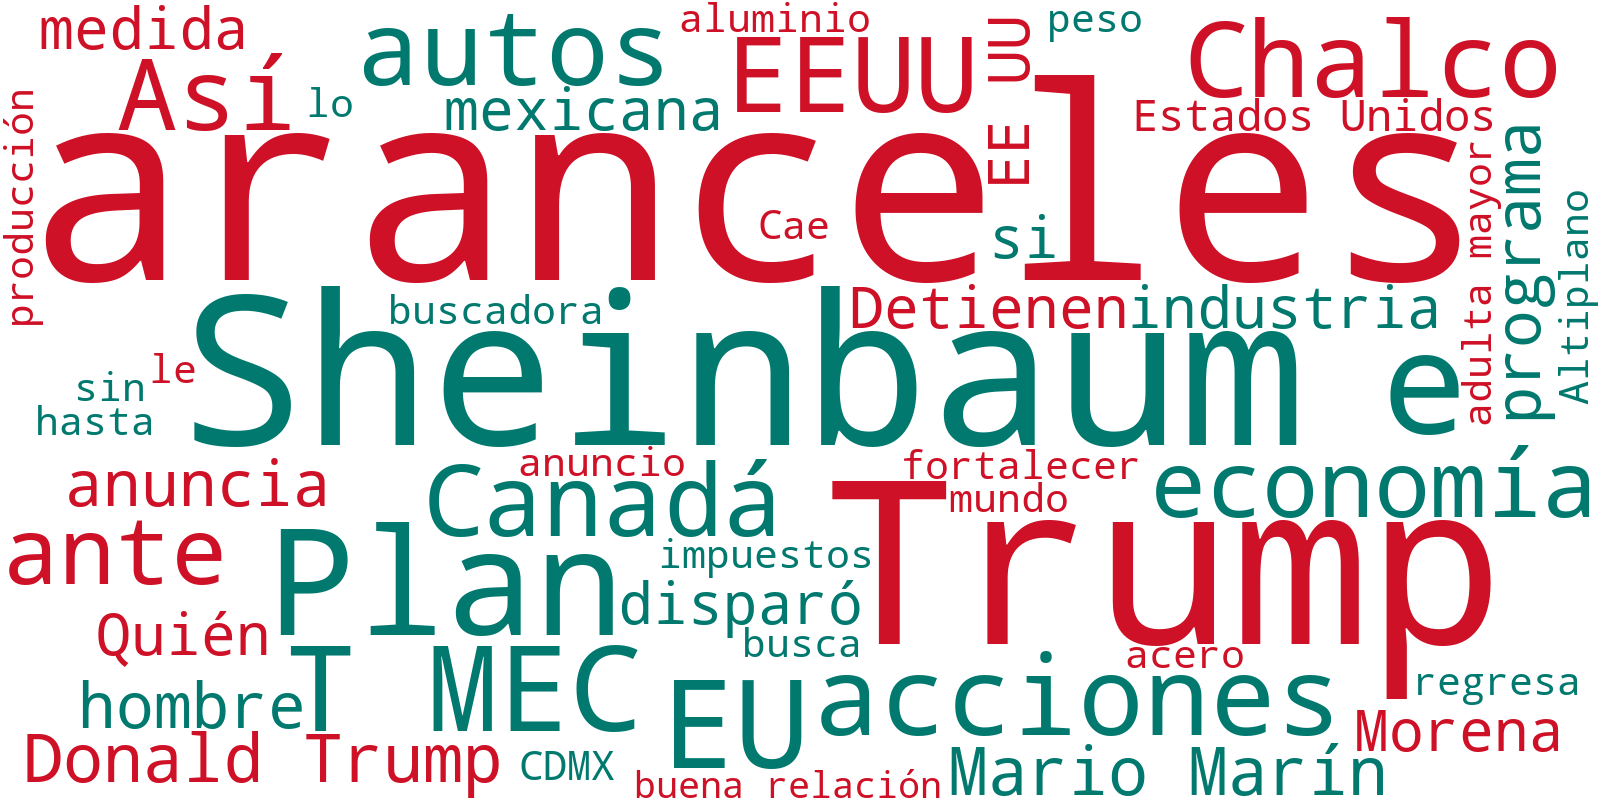 medida
autos
aluminio
EEUU
EE UU
peso
Chalco
Así
lo
mexicana
Estados Unidos
producción
aranceles
Cae
si
adulta mayor
programa
Altiplano
buscadora
Detienen
industria
Sheinbaum e
le
sin
hasta
anuncia
anuncio
Canadá
fortalecer
mundo
economía
ante
Plan
impuestos
Trump
disparó
busca
Quién
T MEC
acero
hombre
EU
acciones
regresa
Donald Trump
CDMX
buena relación
Mario Marín
Morena